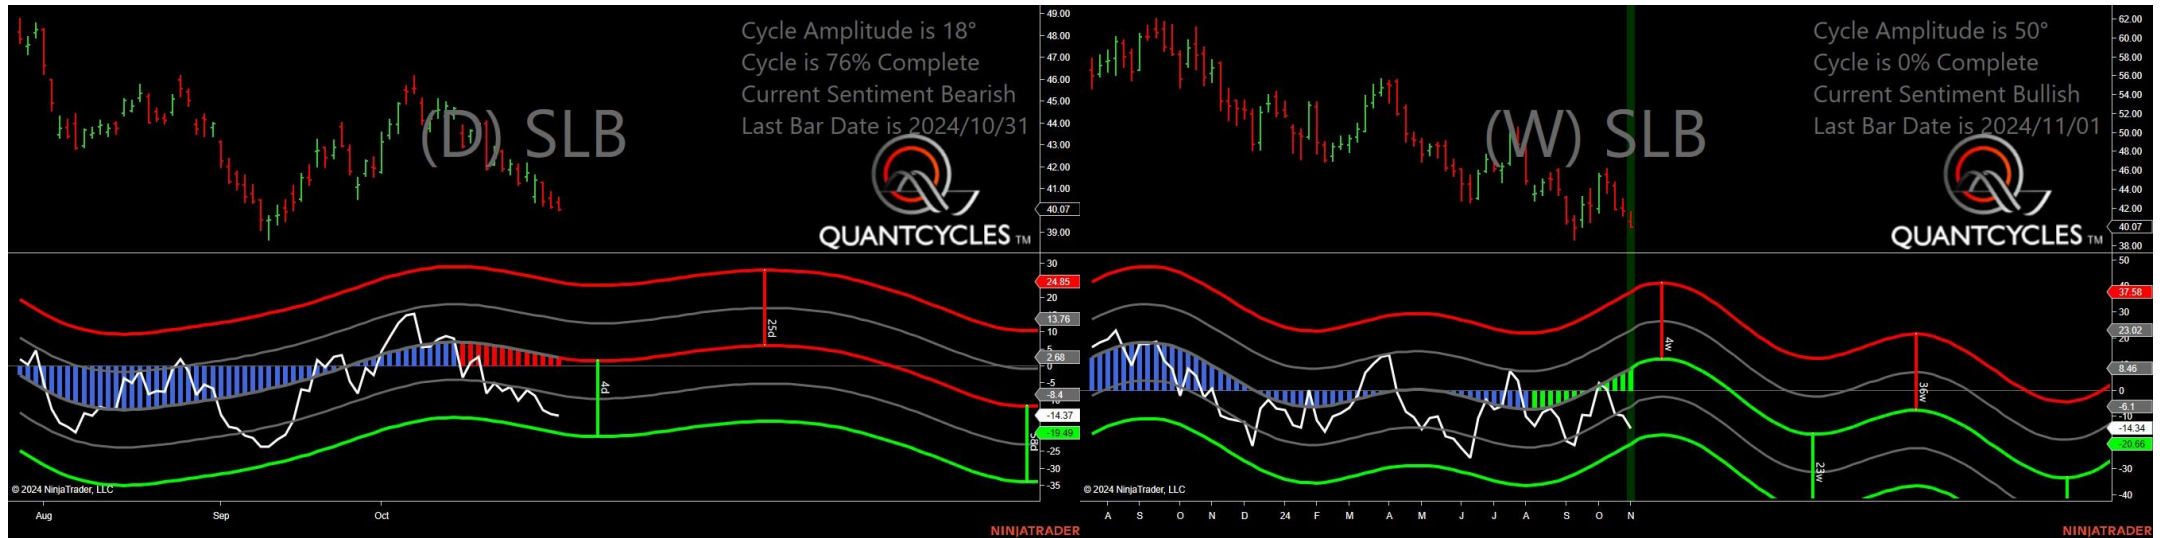 Cycle Amplitude is 18°
Cycle is 76% Complete
Current Sentiment Bearish
Last Bar Date is 2024/10/31
(D) SLB
QUANTCYCLES TM
49.00
48.00
47.00
46.00
45.00
44.00
43.00
42.00
41.00
40.07
39.00
30
24.85
20
13.76
10
2.68
0
-5
-8.4
-14.37
-19.49
-25
-30
-35
25d
4d
58d
© 2024 NinjaTrader, LLC
Aug Sep Oct
NINJATRADER
Cycle Amplitude is 50°
Cycle is 0% Complete
Current Sentiment Bullish
Last Bar Date is 2024/11/01
(W) SLB
QUANTCYCLES TM
62.00
60.00
58.00
56.00
54.00
52.00
50.00
48.00
46.00
44.00
42.00
40.07
38.00
50
37.58
30
23.02
20
8.46
0
-6.1
-10
-14.34
-20.66
-30
-40
4w
36w
23w
© 2024 NinjaTrader, LLC
A S O N D 24 F M A M J J A S O N
NINJATRADER